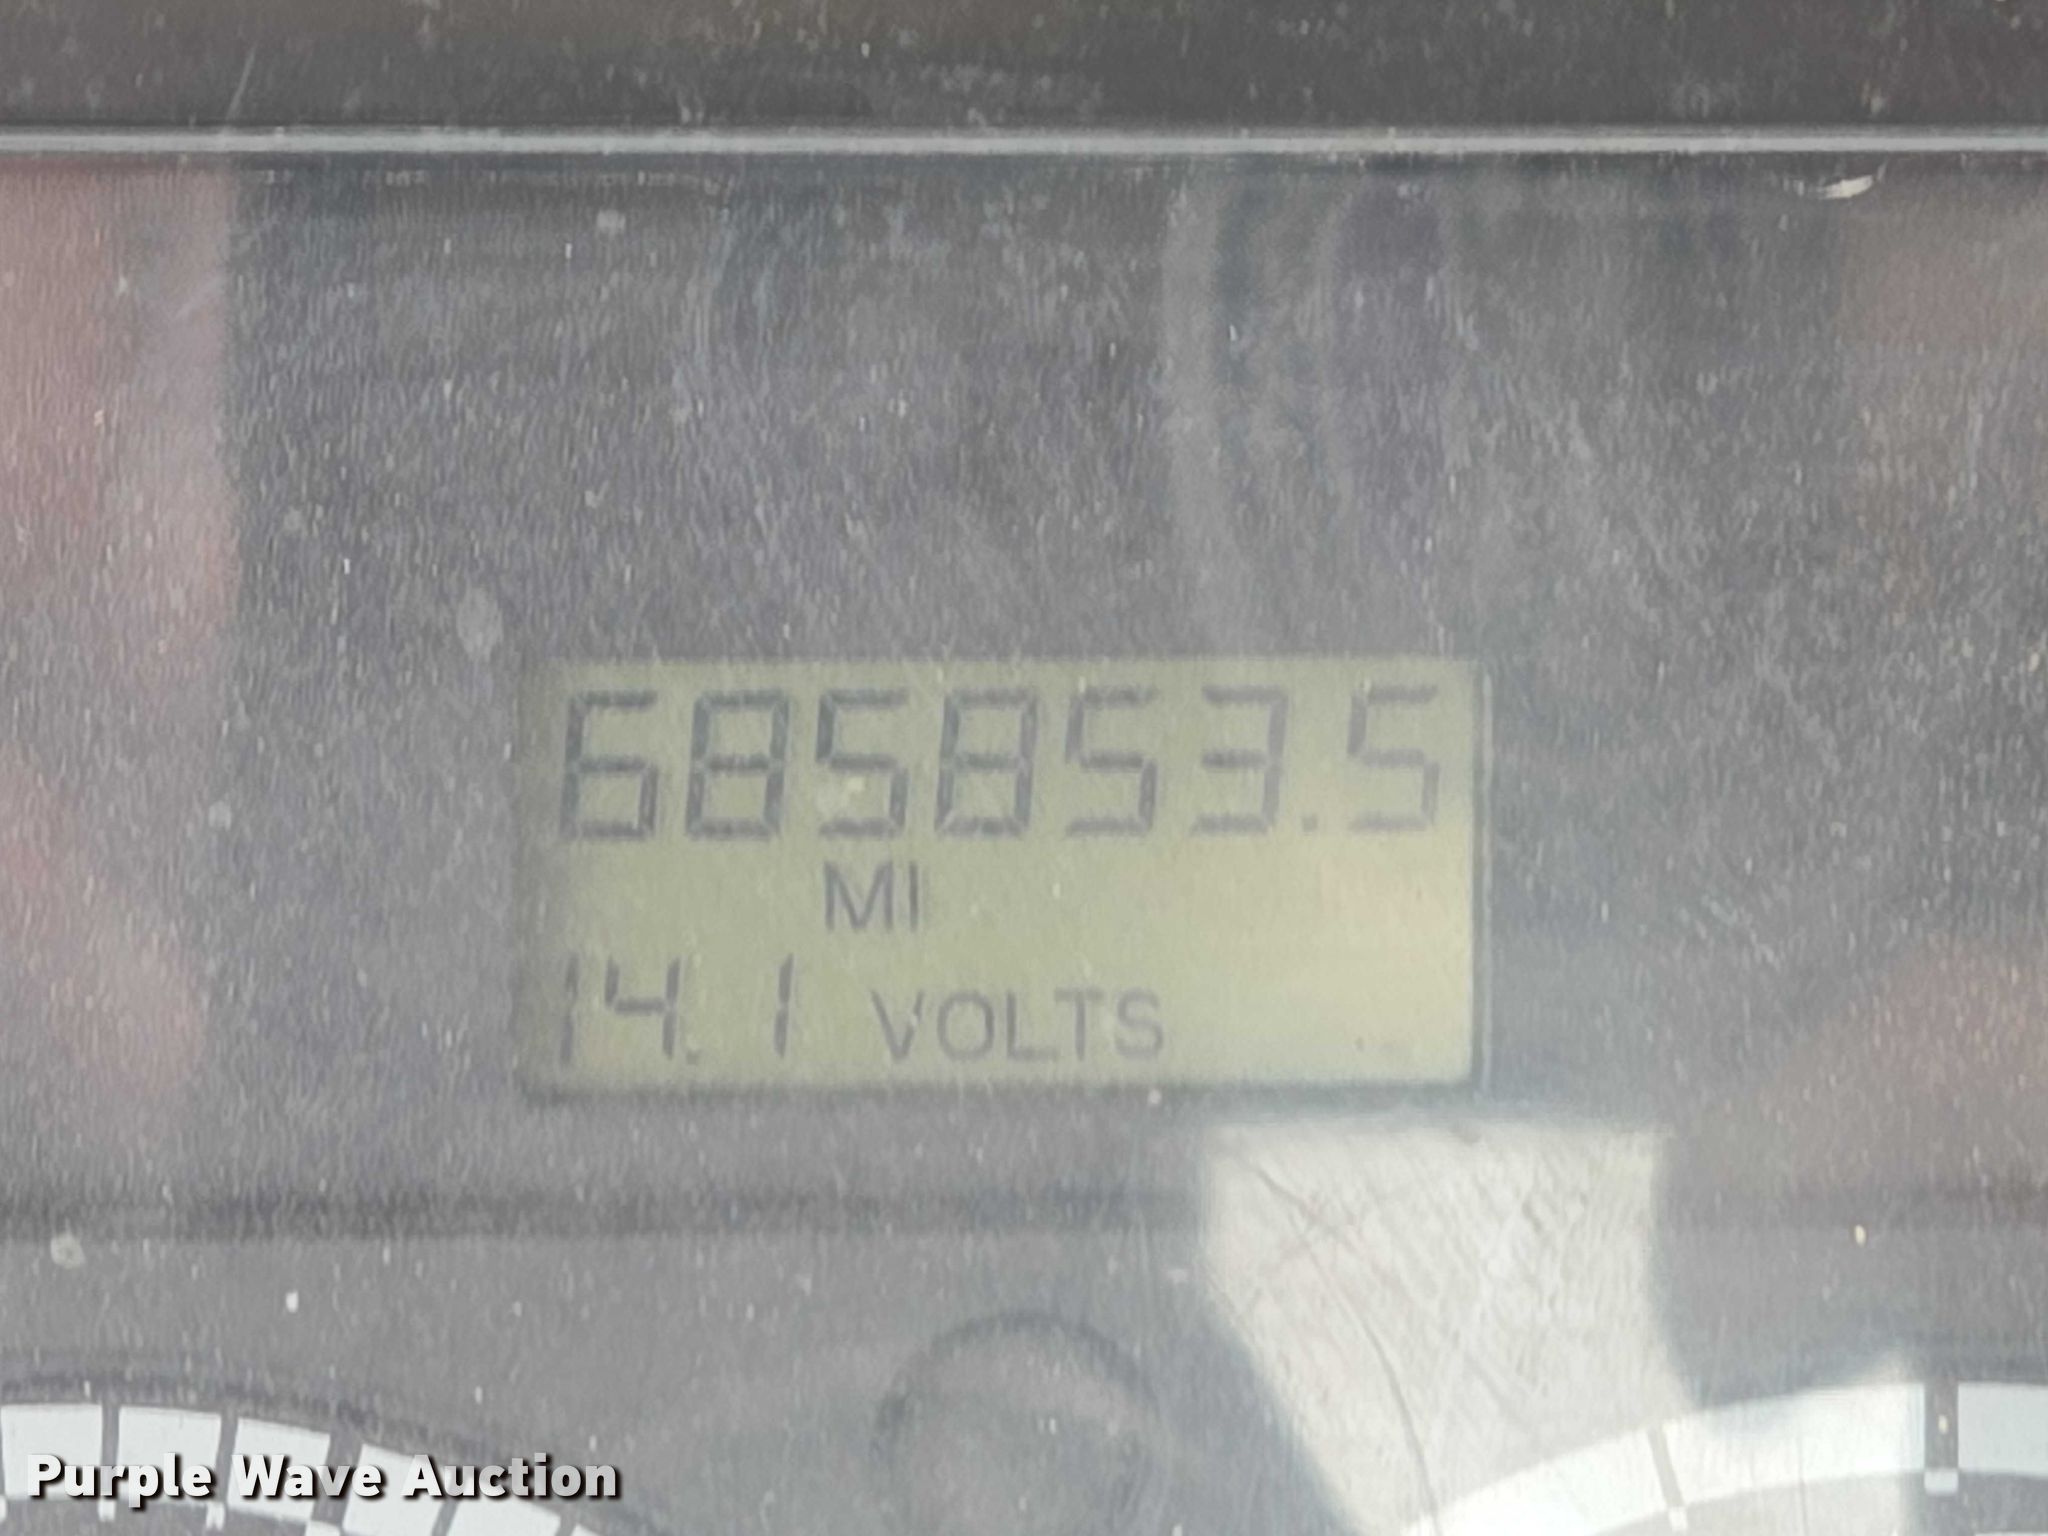 685853.5
MI
14.1 VOLTS
Purple Wave Auction